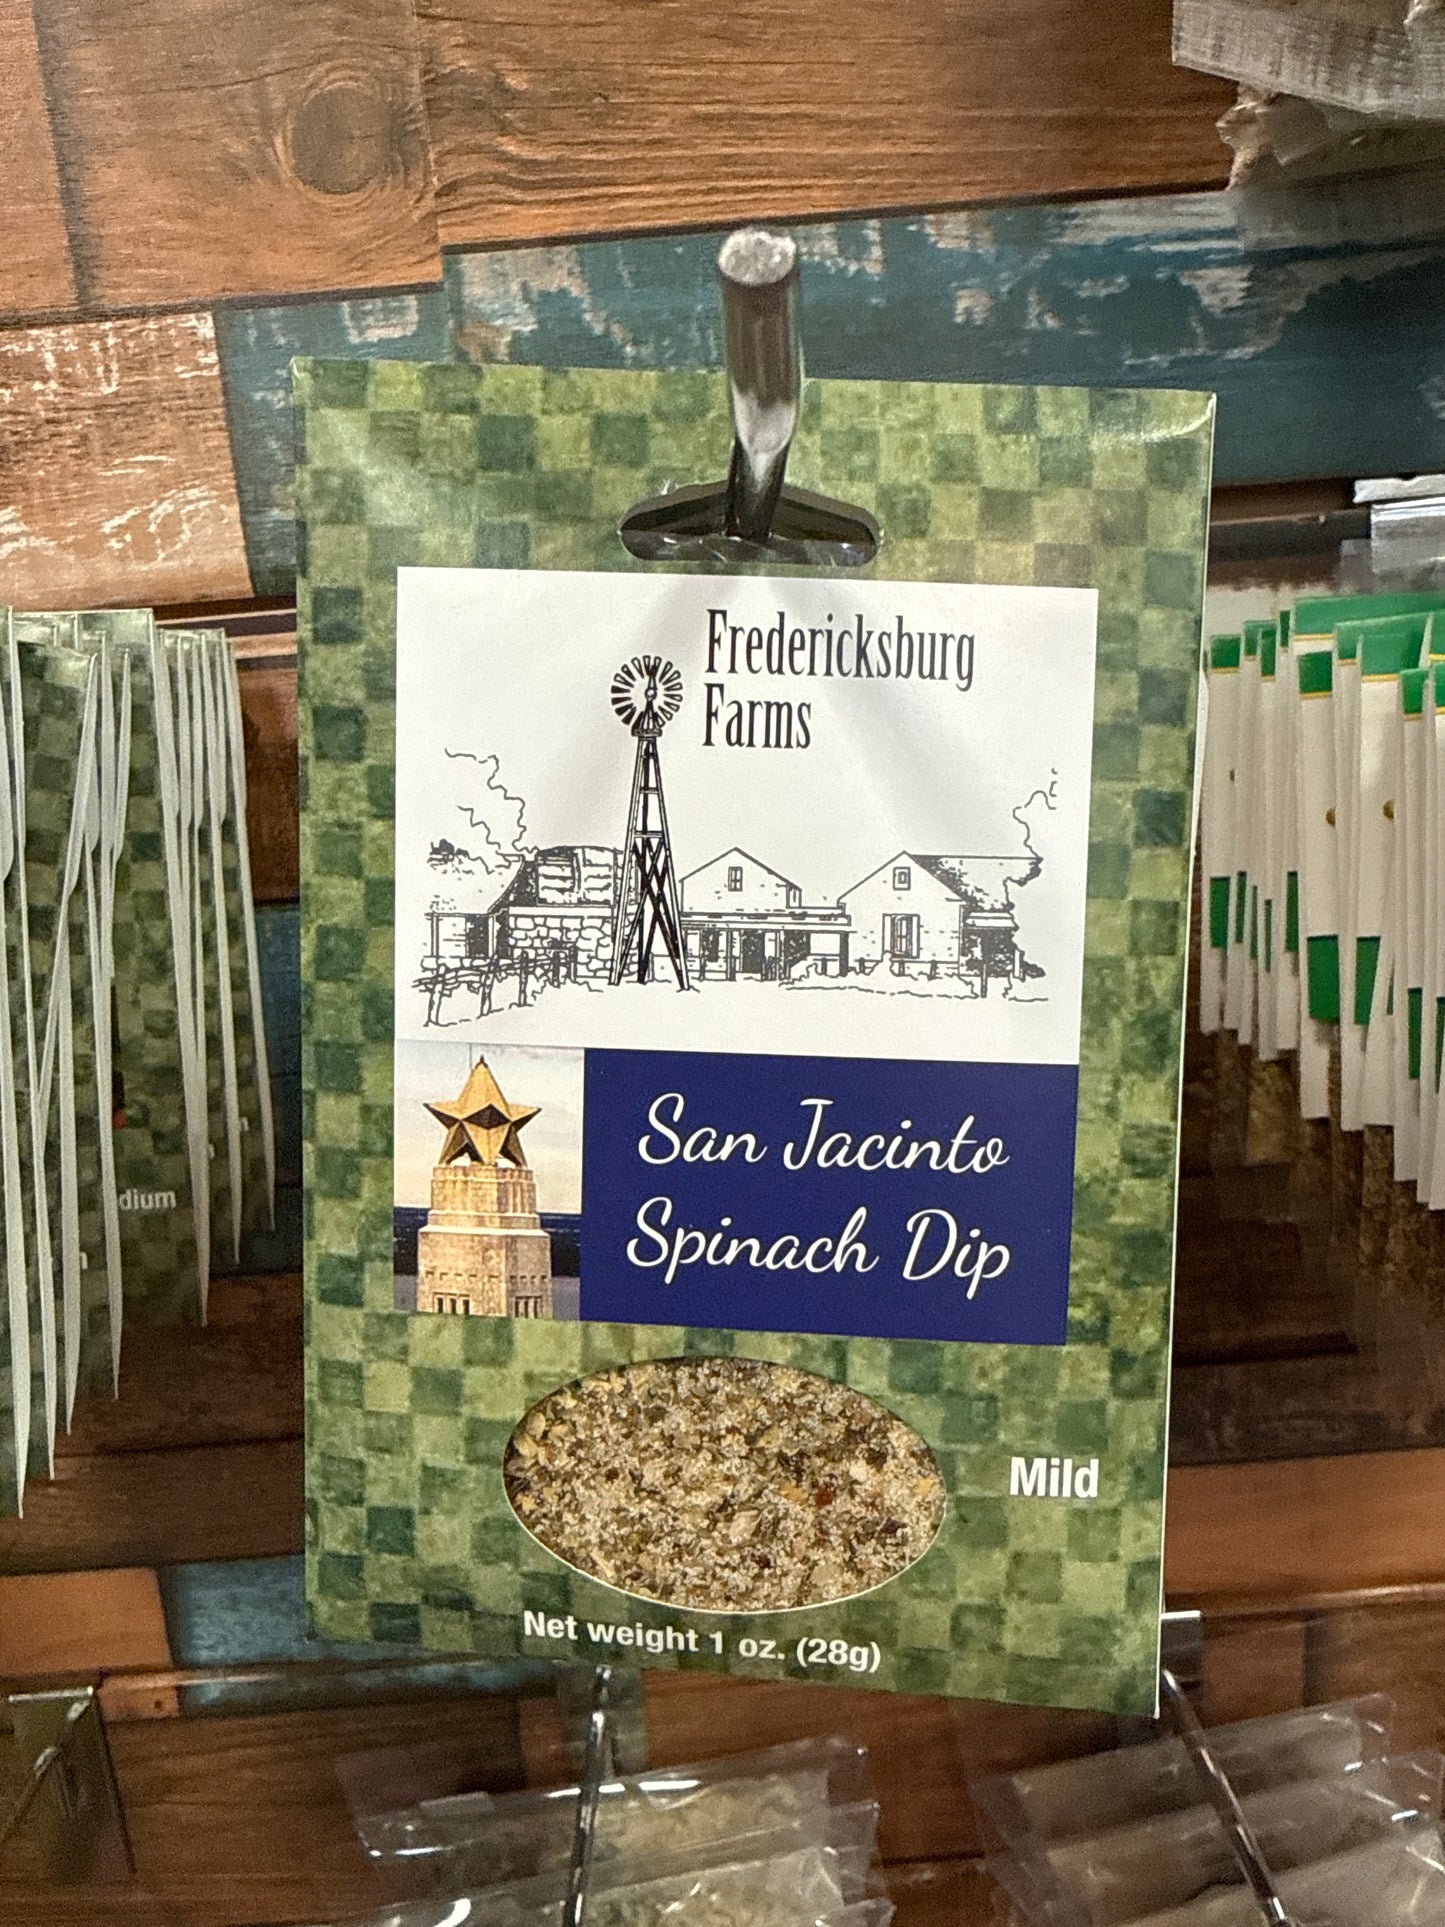 Fredericksburg
Farms
San Jacinto
Spinach Dip
Mild
Net weight 1 oz. (28g)